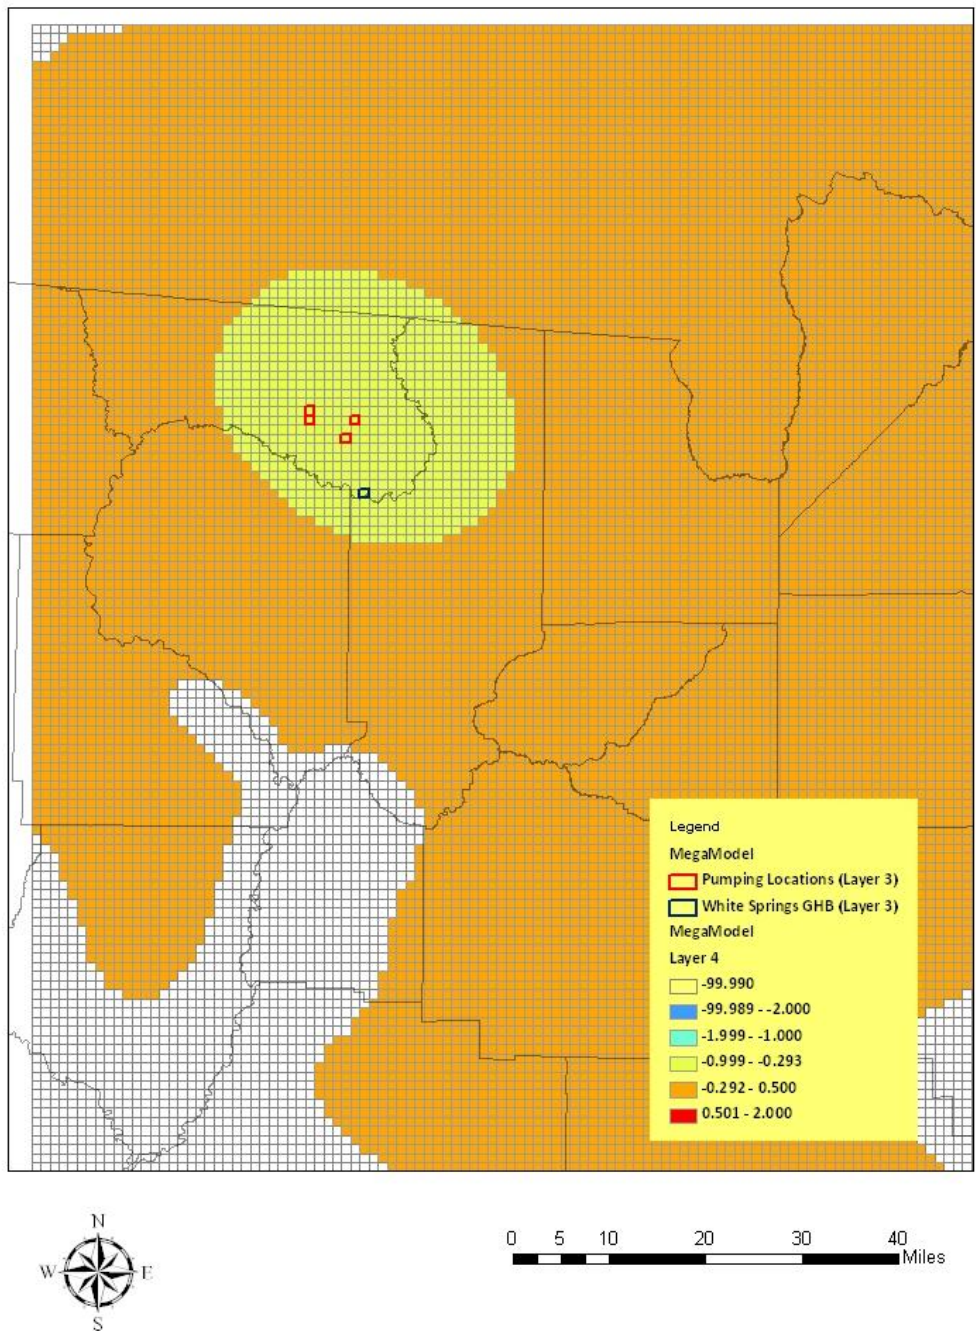 Legend
MegaModel
Pumping Locations (Layer 3)
White Springs GHB (Layer 3)
MegaModel
Layer 4
-99.990
-99.989 - -2.000
-1.999 - -1.000
-0.999 - -0.293
-0.292 - 0.500
0.501 - 2.000
N
W E
S
0 5 10 20 30 40
Miles